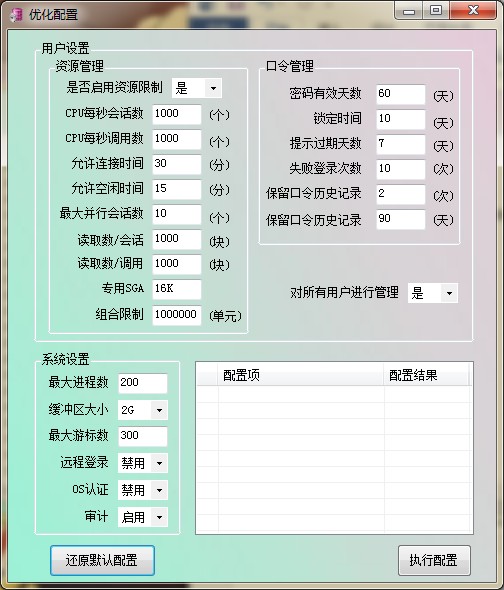 优化配置
用户设置
资源管理
是否启用资源限制 是
CPU每秒会话数 1000 (个)
CPU每秒调用数 1000 (个)
允许连接时间 30 (分)
允许空闲时间 15 (分)
最大并行会话数 10 (个)
读取数/会话 1000 (块)
读取数/调用 1000 (块)
专用SGA 16K
组合限制 1000000 (单元)
口令管理
密码有效天数 60 (天)
锁定时间 10 (天)
提示过期天数 7 (天)
失败登录次数 10 (次)
保留口令历史记录 2 (次)
保留口令历史记录 90 (天)
对所有用户进行管理 是
系统设置
最大进程数 200
缓冲区大小 2G
最大游标数 300
远程登录 禁用
OS认证 禁用
审计 启用
配置项 配置结果
还原默认配置 执行配置